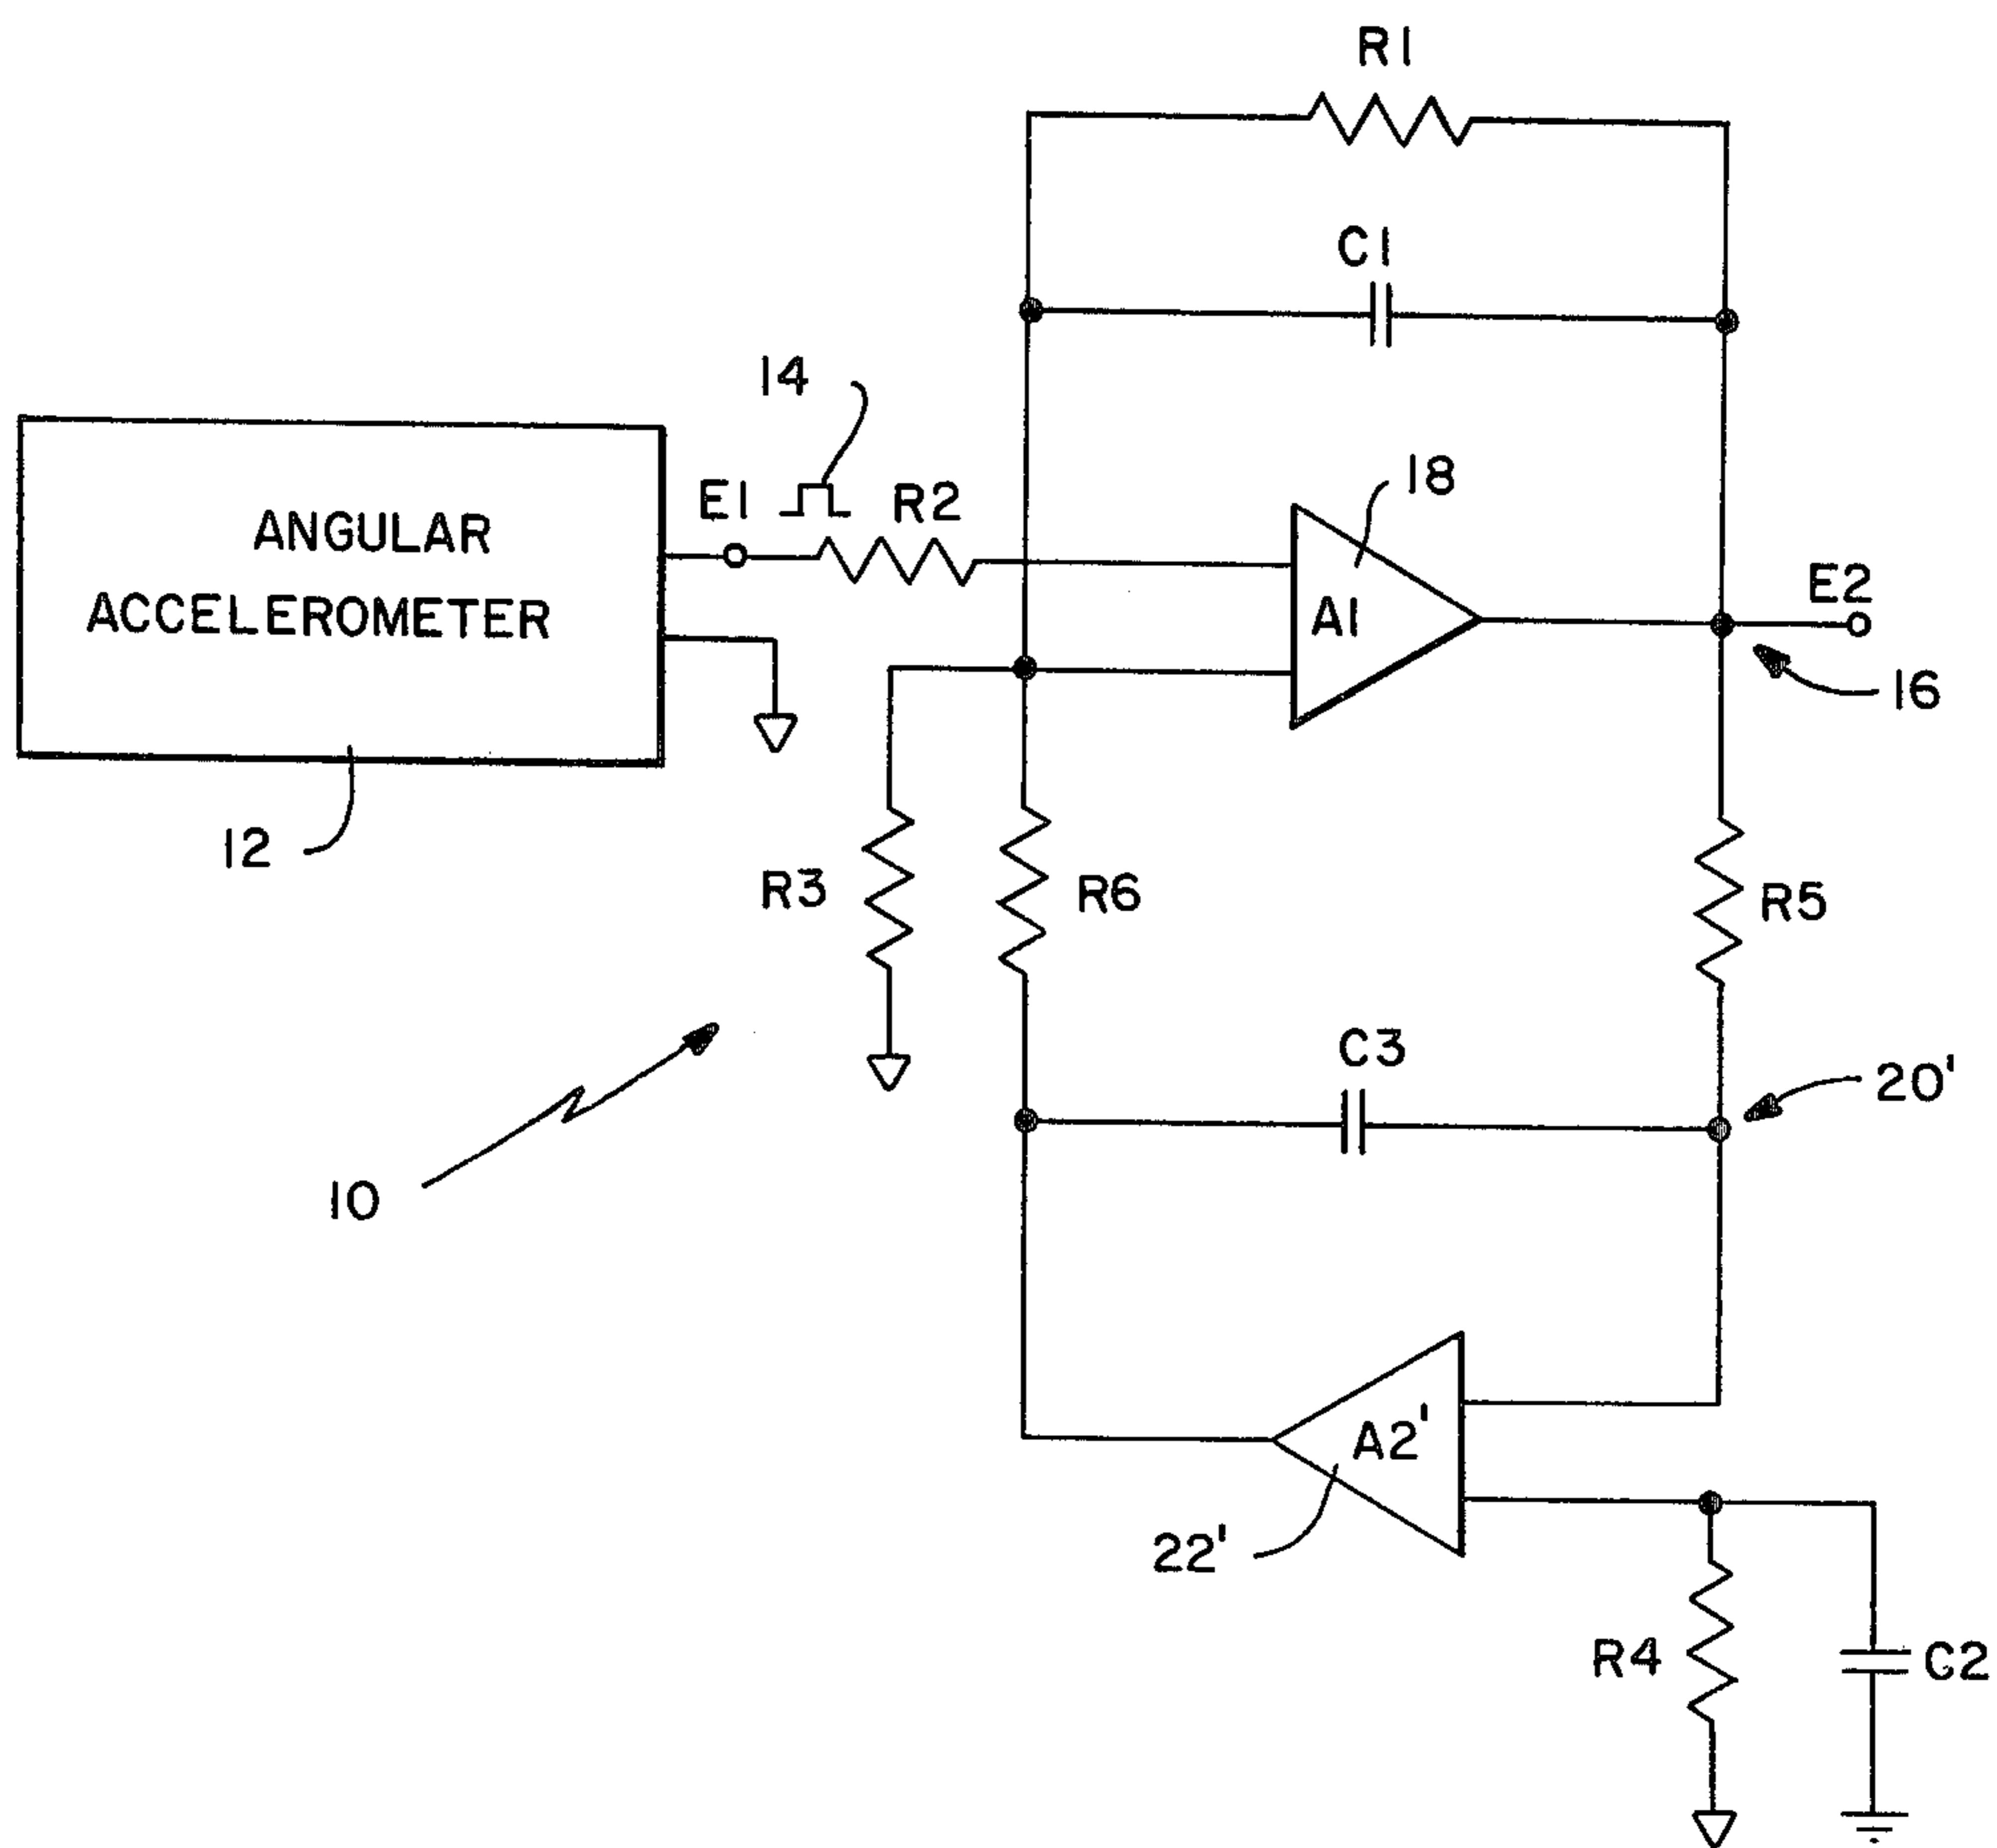 R1
C1
14
18
E1
R2
ANGULAR
ACCELEROMETER
A1
E2
16
12
R3
R6
R5
C3
20'
10
A2'
22'
R4
C2